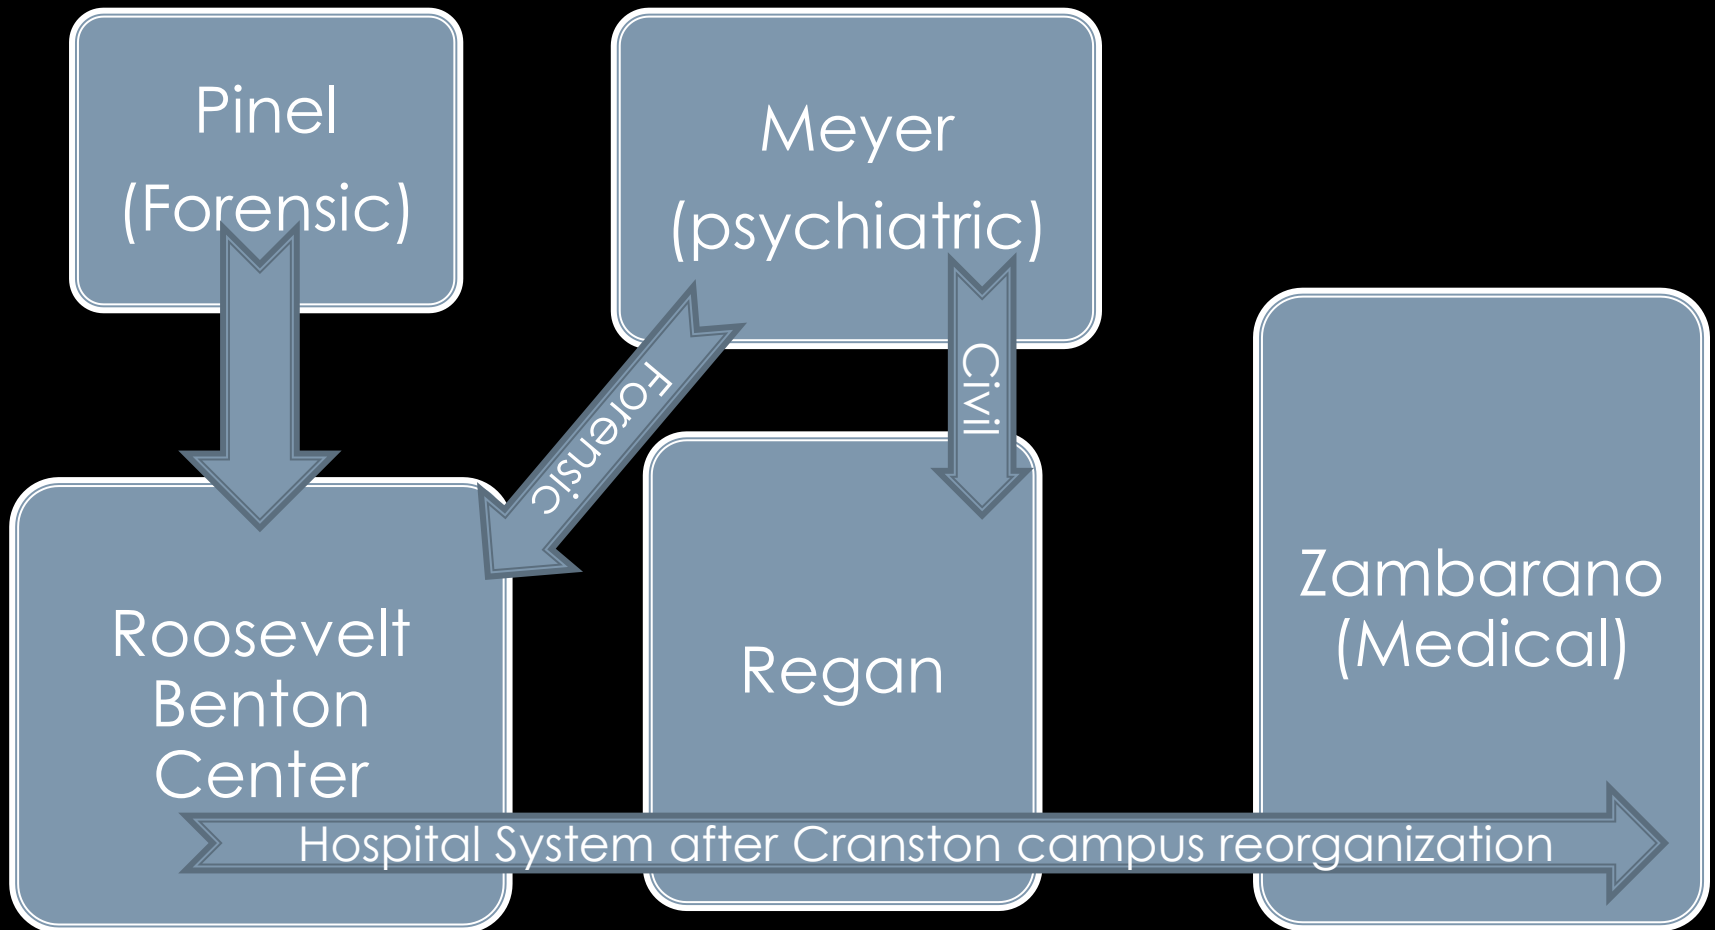 Pinel
(Forensic)
Meyer
(psychiatric)
Forensic
Civil
Roosevelt
Benton
Center
Regan
Zambarano
(Medical)
Hospital System after Cranston campus reorganization